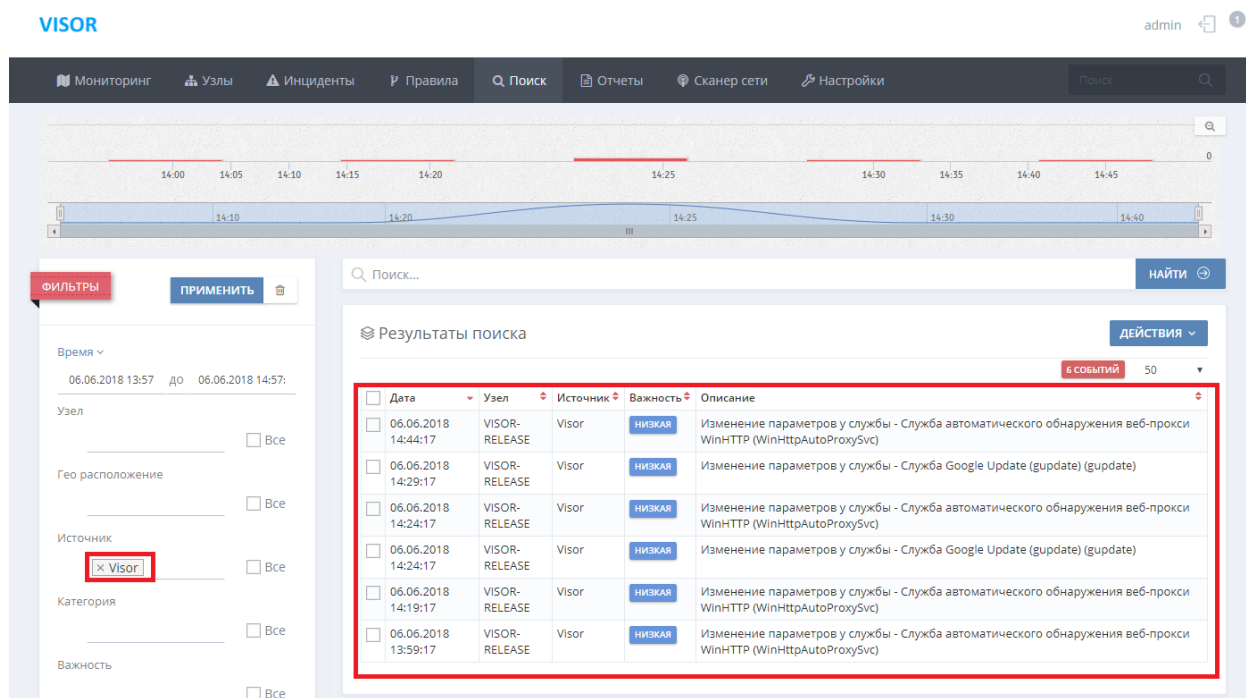 VISOR
admin
1
Мониторинг Узлы Инциденты Правила Поиск Отчеты Сканер сети Настройки Поиск
0
14:00 14:05 14:10 14:15 14:20 14:25 14:30 14:35 14:40 14:45
14:10 14:20 14:25 14:30 14:40
ФИЛЬТРЫ
ПРИМЕНИТЬ
Время
06.06.2018 13:57 ДО 06.06.2018 14:57:
Узел
Все
Гео расположение
Все
Источник
× Visor
Все
Категория
Все
Важность
Все
Поиск...
НАЙТИ
Результаты поиска
ДЕЙСТВИЯ
6 СОБЫТИЙ 50
Дата Узел Источник Важность Описание
06.06.2018 VISOR- Visor НИЗКАЯ Изменение параметров у службы - Служба автоматического обнаружения веб-прокси
14:44:17 RELEASE WinHTTP (WinHttpAutoProxySvc)
06.06.2018 VISOR- Visor НИЗКАЯ Изменение параметров у службы - Служба Google Update (gupdate) (gupdate)
14:29:17 RELEASE
06.06.2018 VISOR- Visor НИЗКАЯ Изменение параметров у службы - Служба автоматического обнаружения веб-прокси
14:24:17 RELEASE WinHTTP (WinHttpAutoProxySvc)
06.06.2018 VISOR- Visor НИЗКАЯ Изменение параметров у службы - Служба Google Update (gupdate) (gupdate)
14:24:17 RELEASE
06.06.2018 VISOR- Visor НИЗКАЯ Изменение параметров у службы - Служба автоматического обнаружения веб-прокси
14:19:17 RELEASE WinHTTP (WinHttpAutoProxySvc)
06.06.2018 VISOR- Visor НИЗКАЯ Изменение параметров у службы - Служба автоматического обнаружения веб-прокси
13:59:17 RELEASE WinHTTP (WinHttpAutoProxySvc)